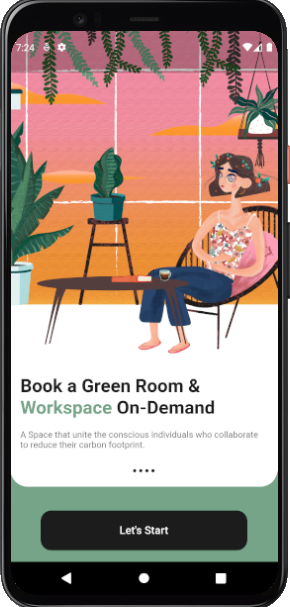 7:24
Book a Green Room &
Workspace On-Demand
A Space that unite the conscious individuals who collaborate
to reduce their carbon footprint.
Let's Start